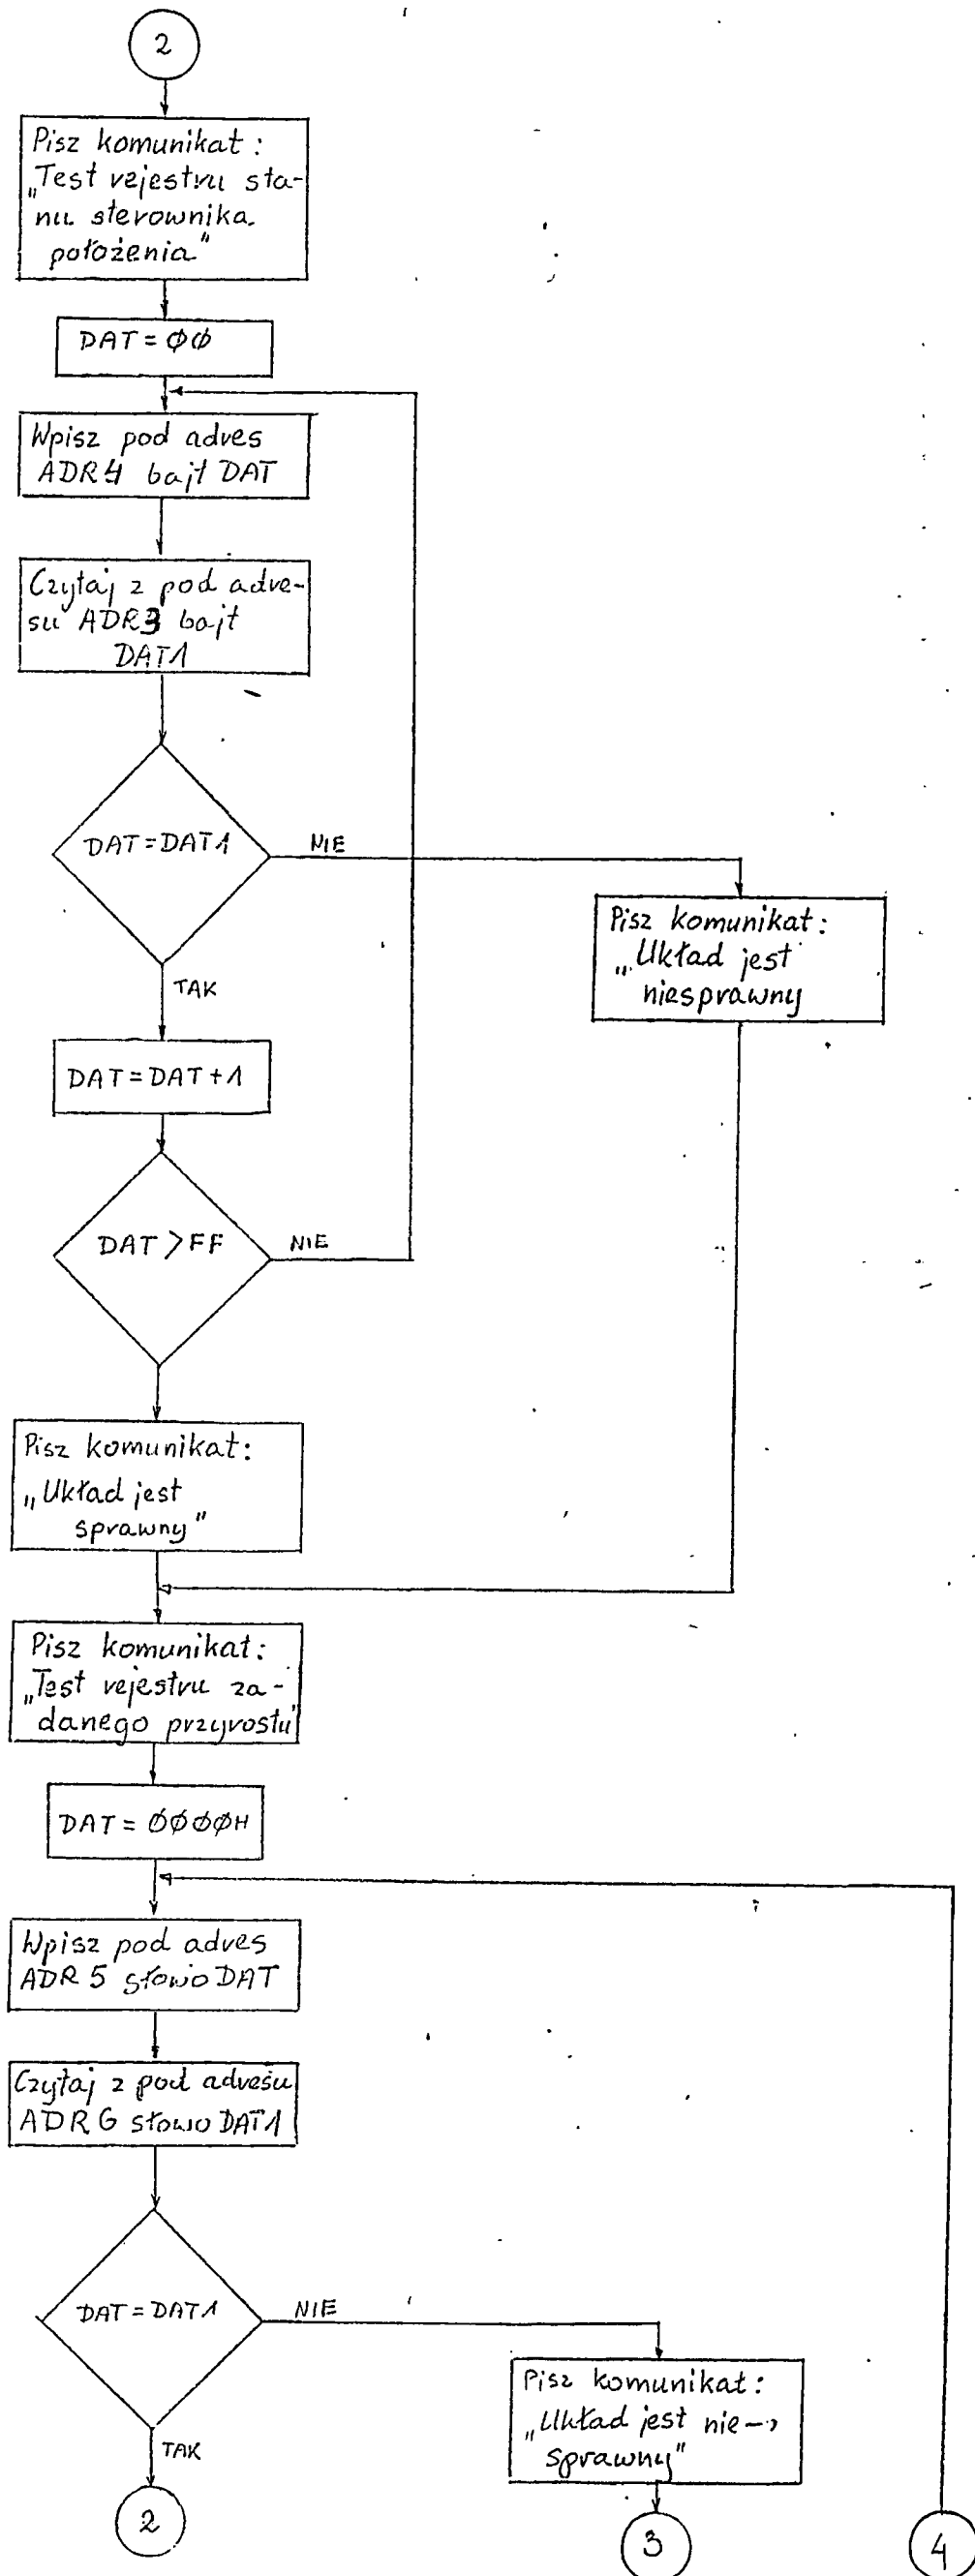 2
Pisz komunikat :
„Test rejestru sta-
nu sterownika
położenia"
DAT = ØØ
Wpisz pod adres
ADR4 bajt DAT
Czytaj z pod adre-
su ADR3 bajt
DAT1
DAT = DAT1
NIE
TAK
Pisz komunikat :
„Układ jest
niesprawny
DAT = DAT + 1
DAT > FF
NIE
Pisz komunikat :
„Układ jest
sprawny"
Pisz komunikat :
„Test rejestru za-
danego przyrostu"
DAT = ØØØØH
Wpisz pod adres
ADR 5 słowo DAT
Czytaj z pod adresu
ADR 6 słowo DAT1
DAT = DAT1
NIE
TAK
Pisz komunikat :
„Układ jest nie-
sprawny"
2
3
4